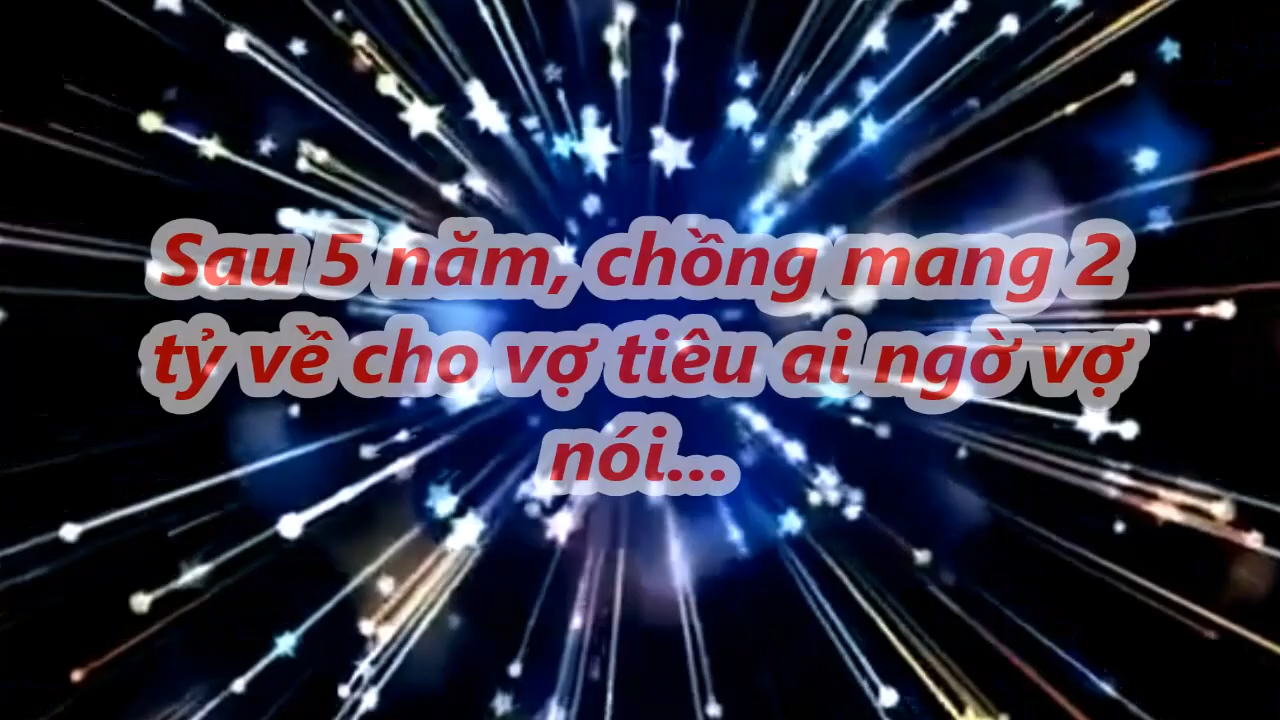 Sau 5 năm, chồng mang 2
tỷ về cho vợ tiêu ai ngờ vợ
nói...